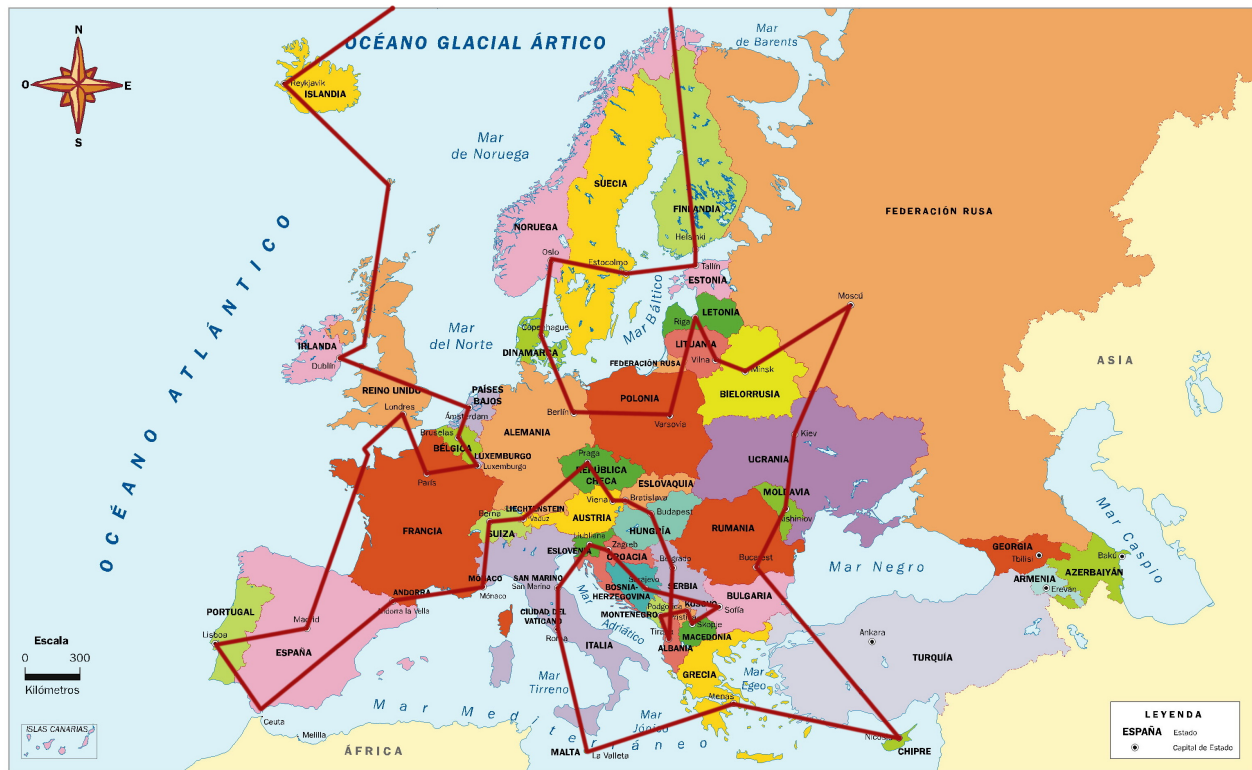 N
O
E
S
OCÉANO GLACIAL ÁRTICO
Mar
de Barents
Reykjavik
ISLANDIA
Mar
de Noruega
SUECIA
FINLANDIA
Helsinki
NORUEGA
Oslo
Estocolmo
Tallín
ESTONIA
FEDERACIÓN RUSA
OCÉANO ATLÁNTICO
Mar Báltico
Moscú
LETONIA
Riga
LITUANIA
Vilna
Minsk
FEDERACIÓN RUSA
BIELORRUSIA
Copenhague
DINAMARCA
Mar
del Norte
IRLANDA
Dublín
REINO UNIDO
Londres
PAÍSES
BAJOS
Ámsterdam
Bruselas
BÉLGICA
LUXEMBURGO
Luxemburgo
Berlín
ALEMANIA
POLONIA
Varsovia
ASIA
Kiev
UCRANIA
París
FRANCIA
Praga
REPÚBLICA
CHECA
ESLOVAQUIA
Bratislava
Viena
AUSTRIA
Budapest
HUNGRÍA
MOLDAVIA
Kishiniov
RUMANIA
Bucarest
Berna
SUIZA
LIECHTENSTEIN
Vaduz
Liubliana
ESLOVENIA
Zagreb
CROACIA
Belgrado
SERBIA
Sarajevo
BOSNIA-
HERZEGOVINA
MONTENEGRO
Podgorica
KOSOVO
Pristina
Sofía
BULGARIA
Skopje
MACEDONIA
Tirana
ALBANIA
MÓNACO
Mónaco
SAN MARINO
San Marino
CIUDAD DEL
VATICANO
Roma
ITALIA
Mar
Adriático
ANDORRA
Andorra la Vella
PORTUGAL
Lisboa
Madrid
ESPAÑA
Mar Negro
Mar Caspio
GEORGIA
Tbilisi
ARMENIA
Ereván
AZERBAIYÁN
Bakú
Ankara
TURQUÍA
GRECIA
Atenas
Mar
Egeo
Mar
Tirreno
Mar
Jónico
Mar Mediterráneo
MALTA
La Valleta
Nicosia
CHIPRE
Ceuta
Melilla
ÁFRICA
Escala
0
300
Kilómetros
ISLAS CANARIAS
LEYENDA
ESPAÑA Estado
Capital de Estado